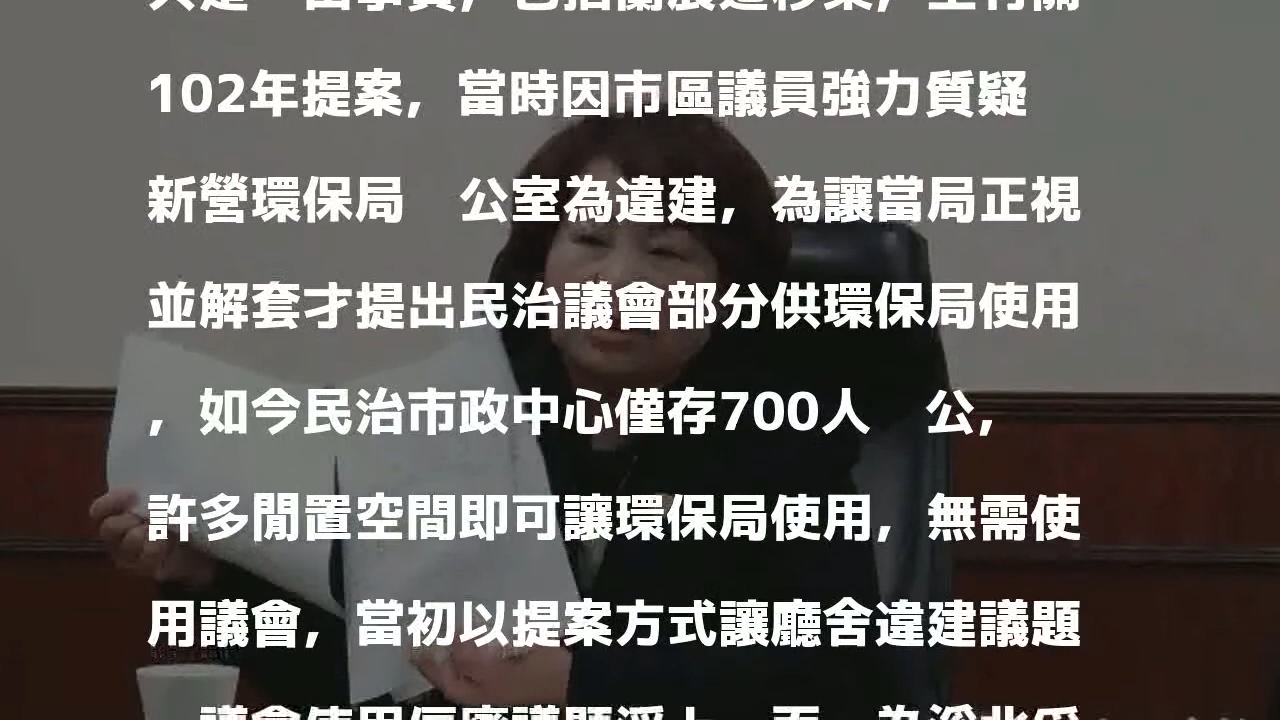 102年提案，當時因市區議員強力質疑
新營環保局　公室為違建，為讓當局正視
並解套才提出民治議會部分供環保局使用
，如今民治市政中心僅存700人　公，
許多閒置空間即可讓環保局使用，無需使
用議會，當初以提案方式讓廳舍違建議題